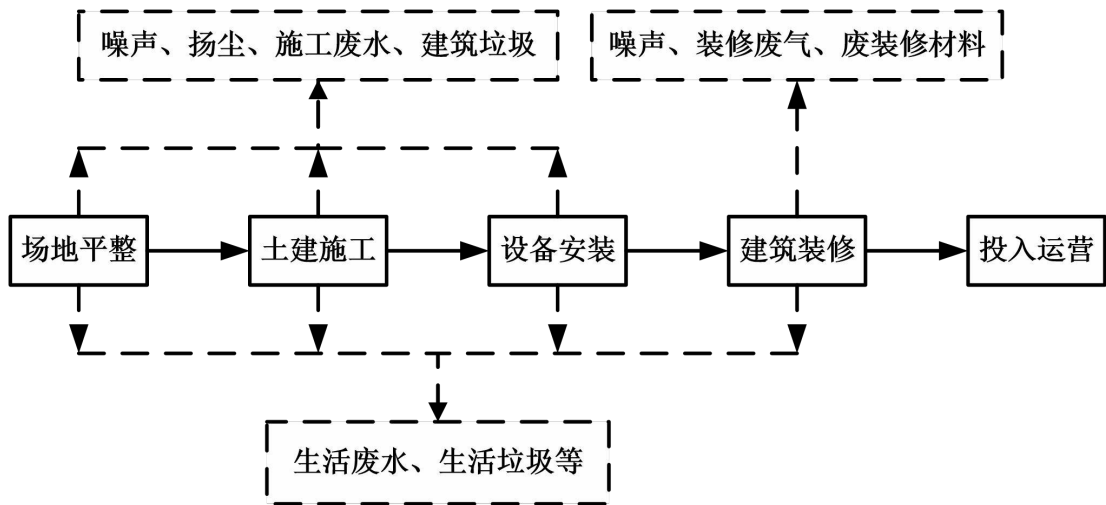 噪声、扬尘、施工废水、建筑垃圾
噪声、装修废气、废装修材料
场地平整
土建施工
设备安装
建筑装修
投入运营
生活废水、生活垃圾等